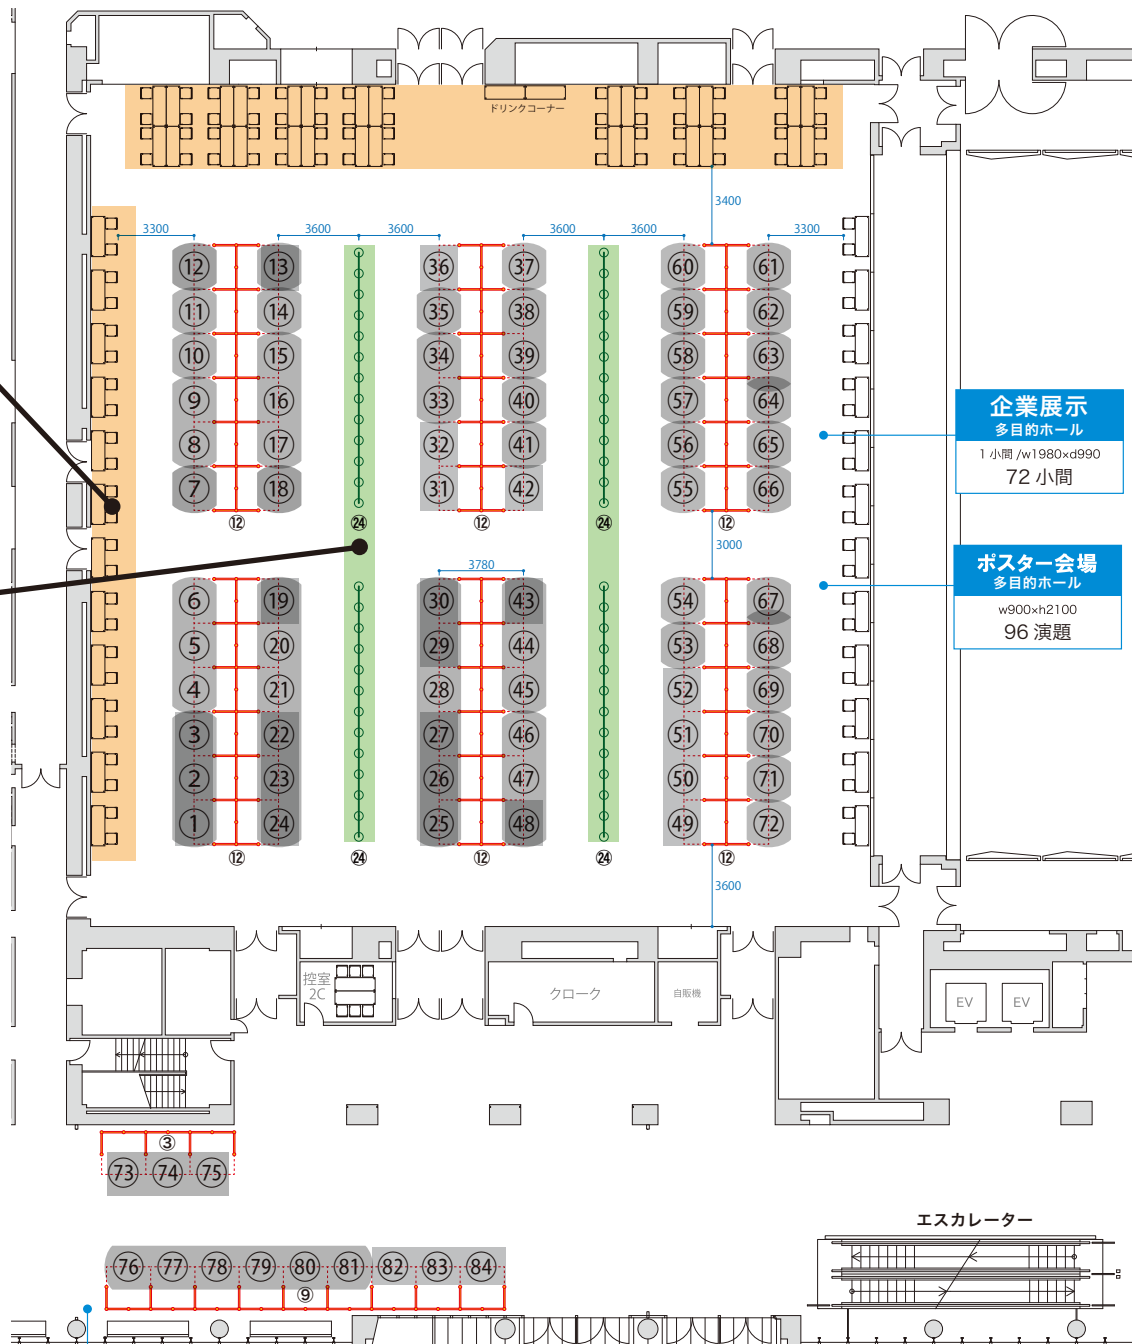 ドリンクコーナー
3400
3300 3600 3600 3600 3600 3300
12 13 36 37 60 61
11 14 35 38 59 62
10 15 34 39 58 63
9 16 33 40 57 64
8 17 32 41 56 65
7 18 31 42 55 66
⑫ ㉔ ⑫ ㉔ ⑫
企業展示
多目的ホール
1 小間 /w1980×d990
72 小間
3000
3780
ポスター会場
多目的ホール
w900×h2100
96 演題
6 19 30 43 54 67
5 20 29 44 53 68
4 21 28 45 52 69
3 22 27 46 51 70
2 23 26 47 50 71
1 24 25 48 49 72
⑫ ㉔ ⑫ ㉔ ⑫
3600
控室
2C
クローク
自販機
EV EV
③
73 74 75
エスカレーター
76 77 78 79 80 81 82 83 84
⑨